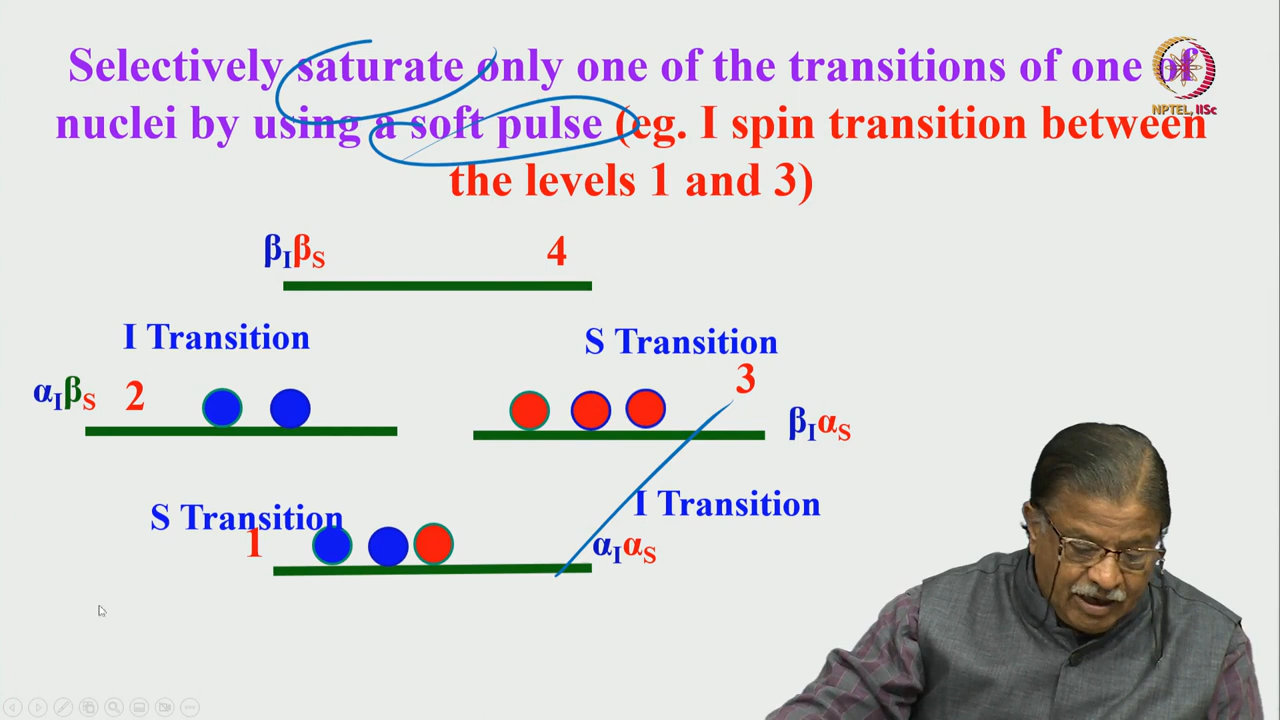 Selectively saturate only one of the transitions of one of
nuclei by using a soft pulse (eg. I spin transition between
the levels 1 and 3)
NPTEL, IISc
βIβS 4
I Transition
S Transition
αIβS 2
3
βIαS
S Transition
I Transition
1
αIαS